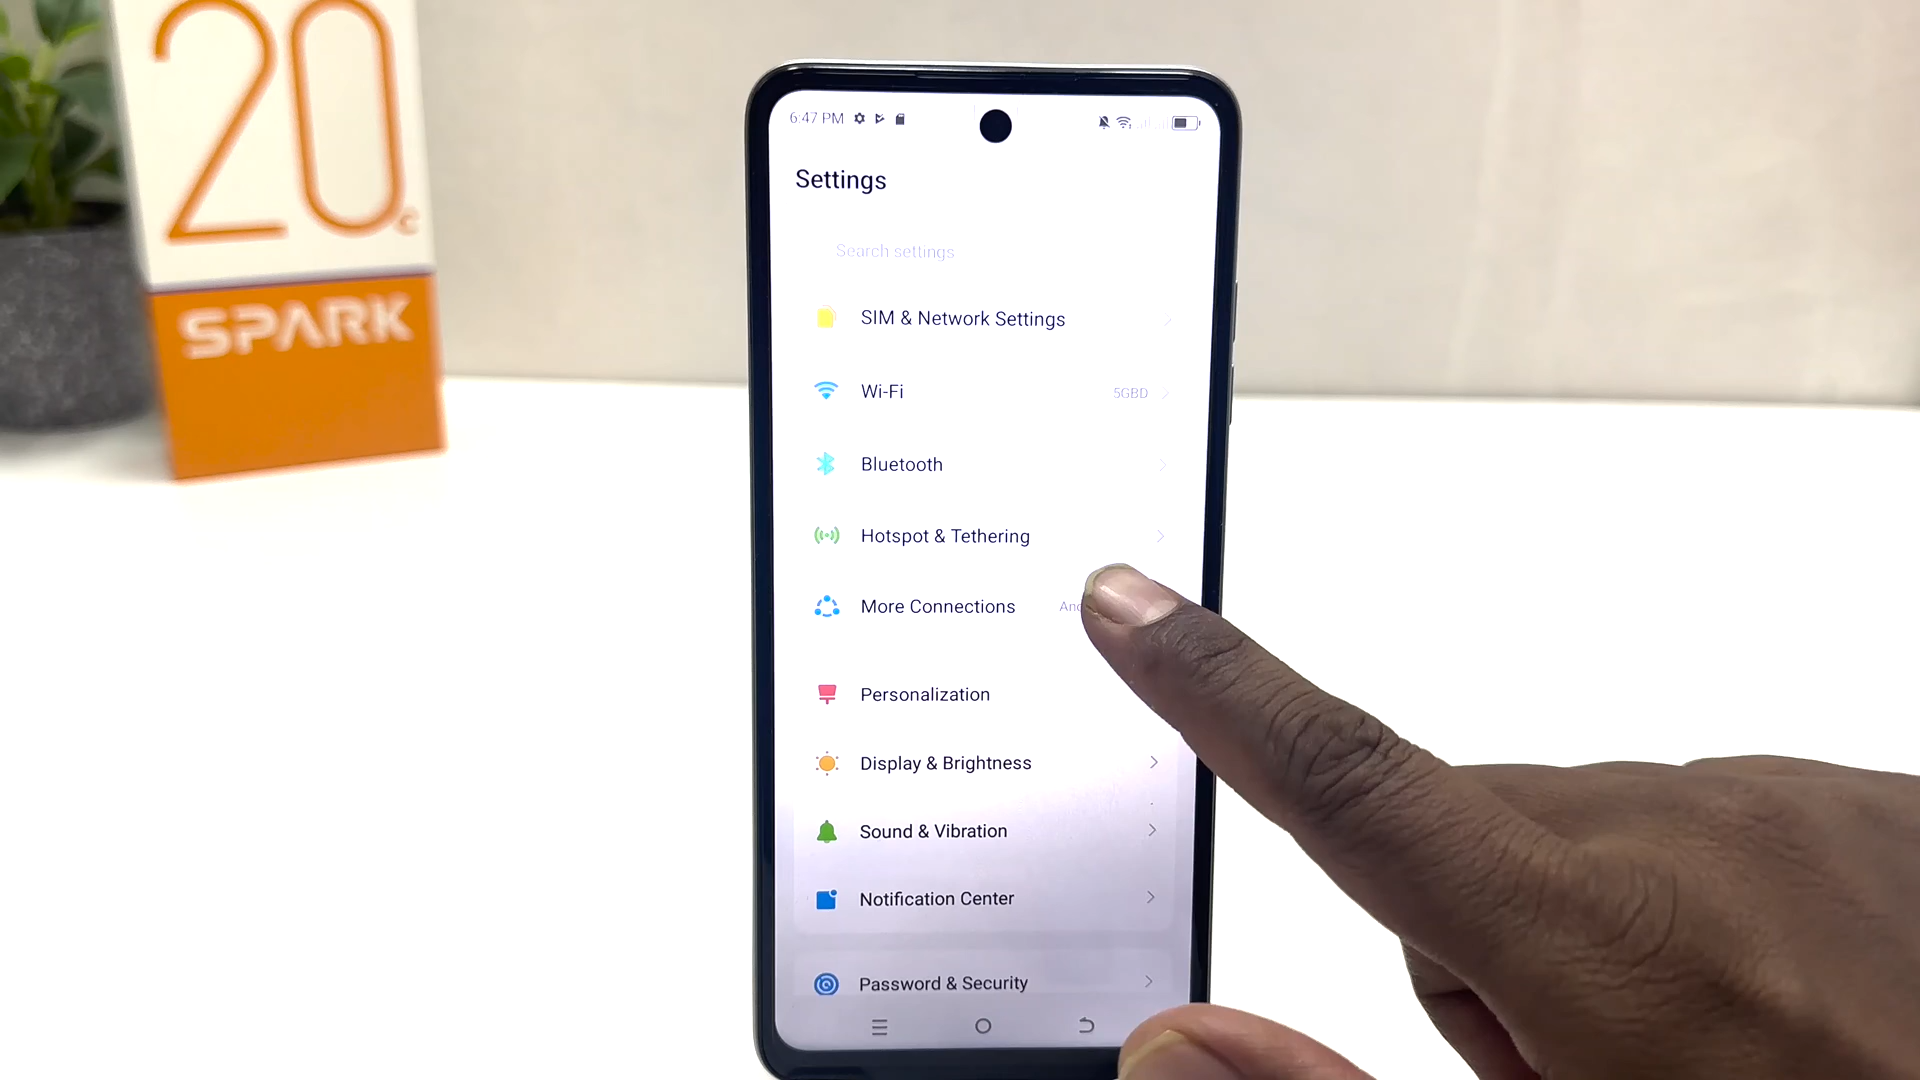 20c
SPARK
6:47 PM
Settings
Search settings
SIM & Network Settings
Wi-Fi 5GBD
Bluetooth
Hotspot & Tethering
More Connections
Personalization
Display & Brightness
Sound & Vibration
Notification Center
Password & Security